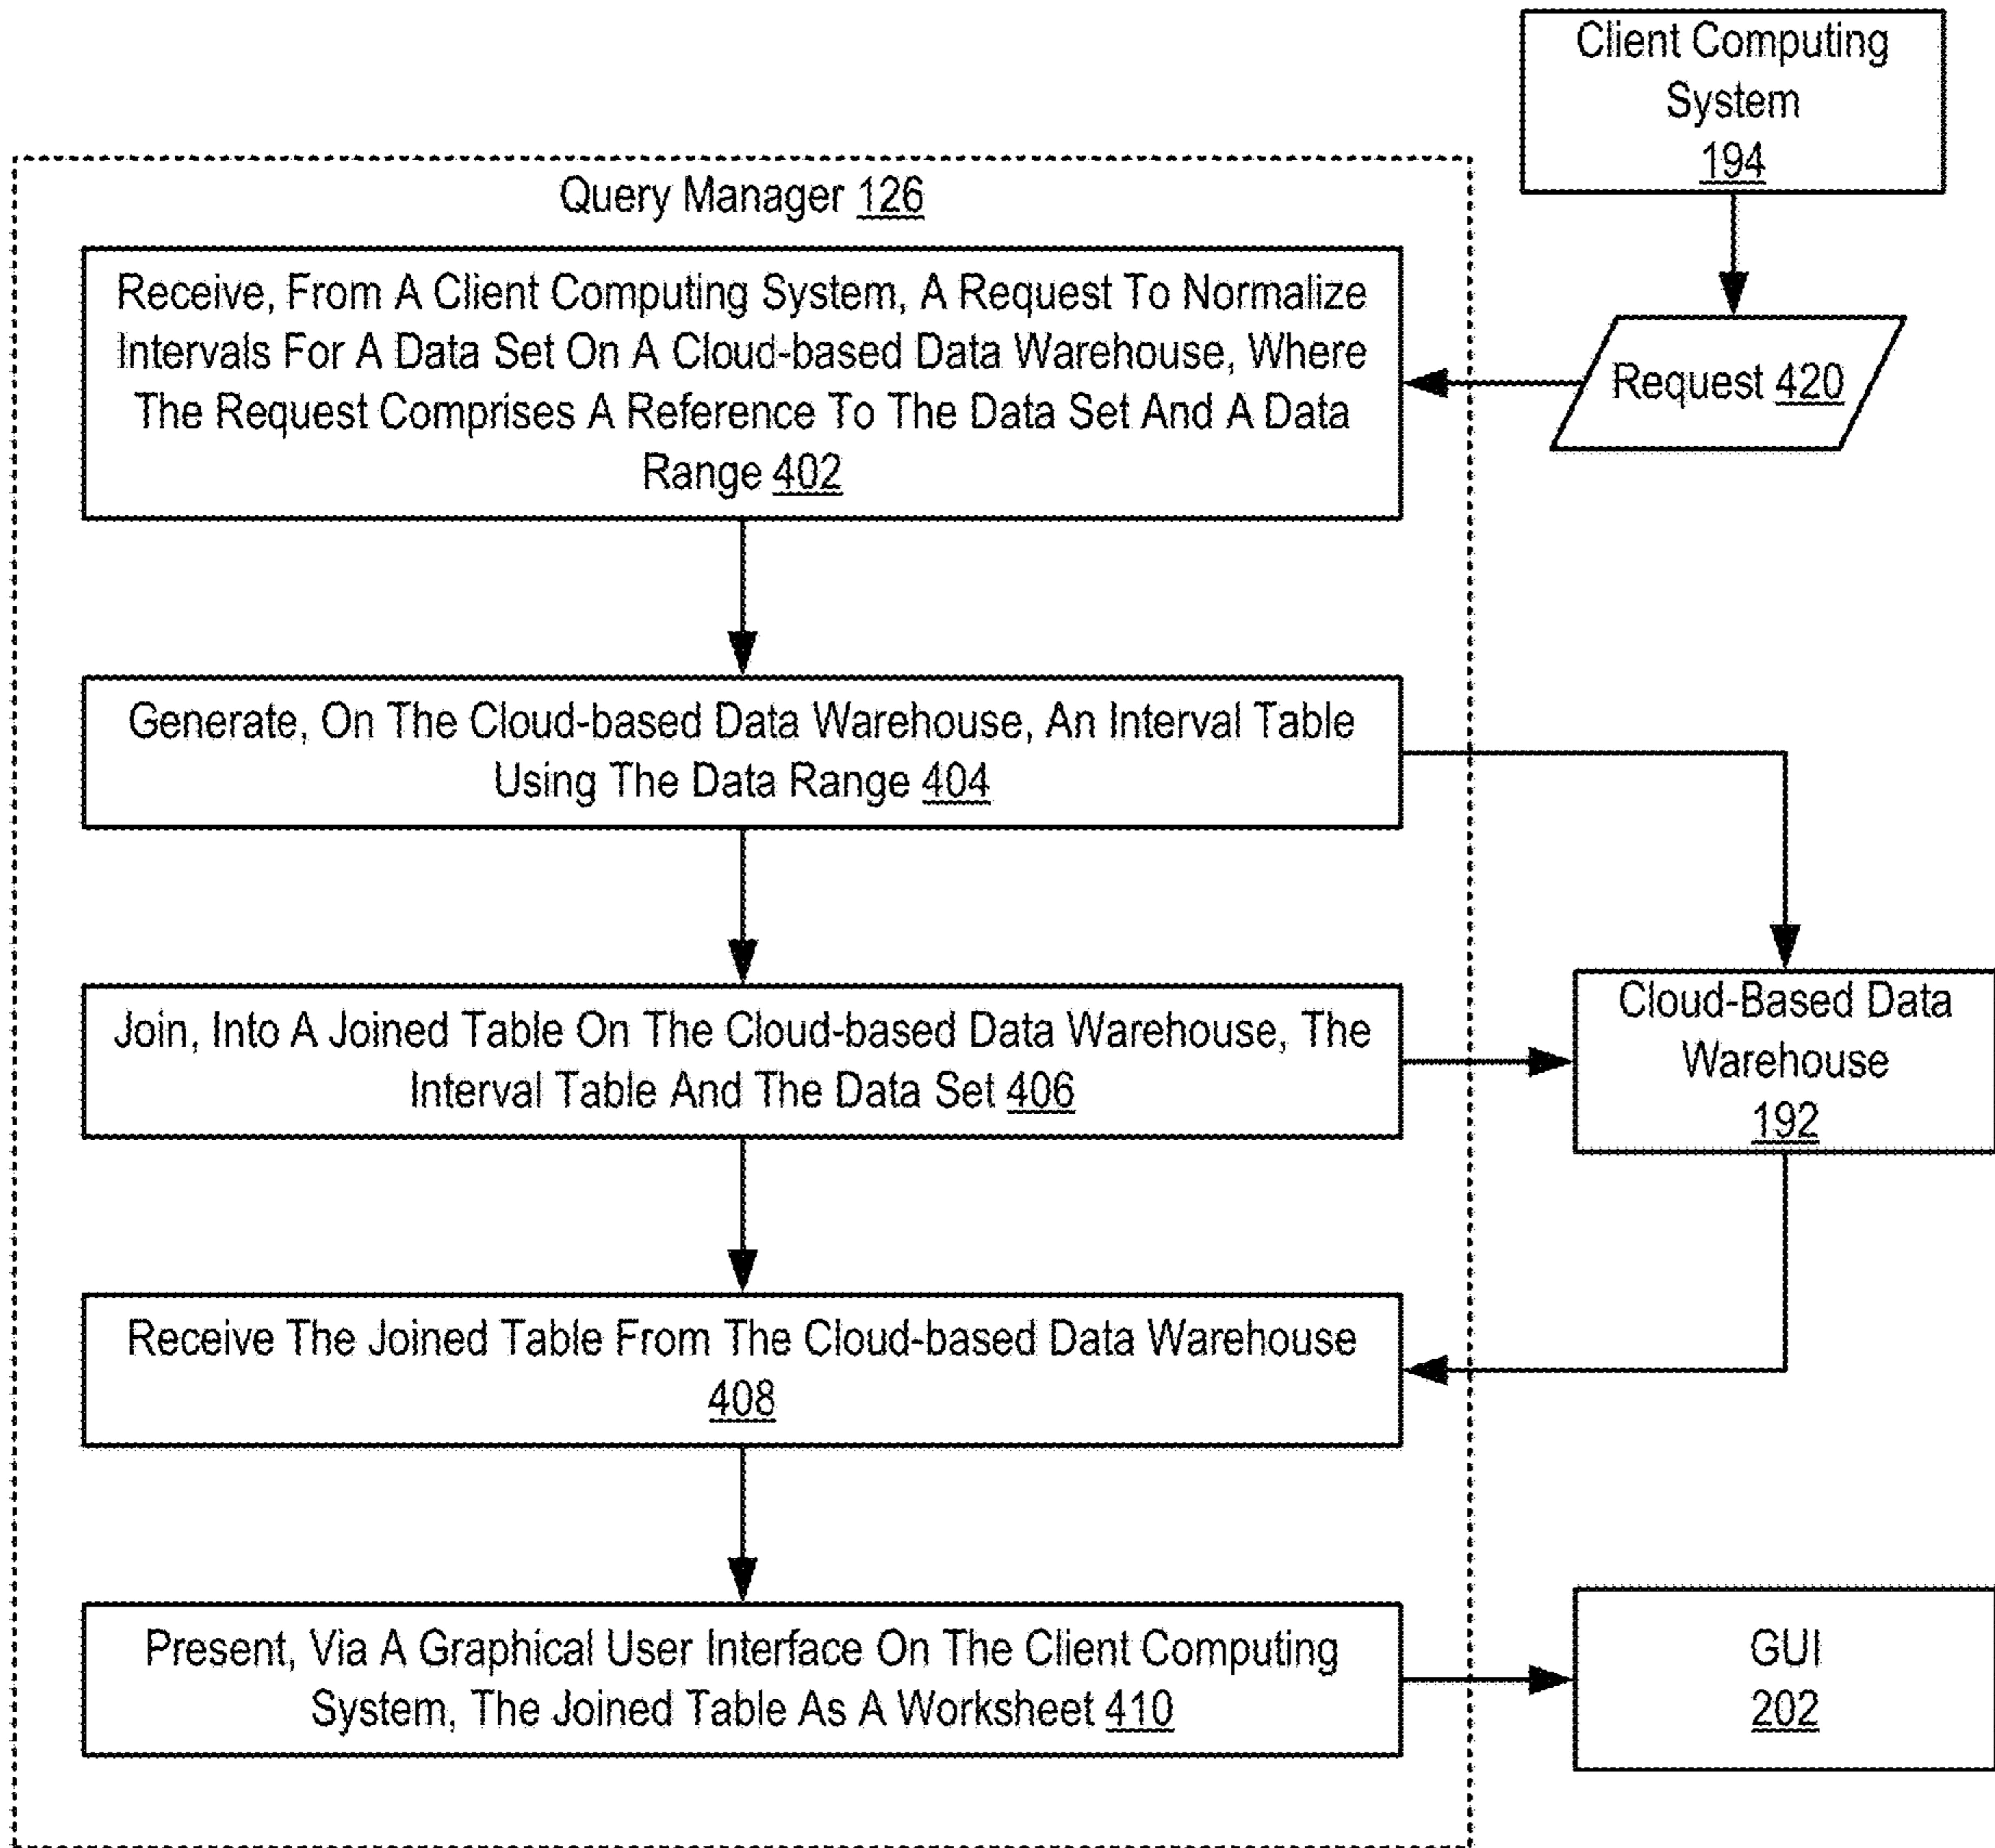 Client Computing
System
194
Query Manager 126
Receive, From A Client Computing System, A Request To Normalize
Intervals For A Data Set On A Cloud-based Data Warehouse, Where
The Request Comprises A Reference To The Data Set And A Data
Range 402
Request 420
Generate, On The Cloud-based Data Warehouse, An Interval Table
Using The Data Range 404
Join, Into A Joined Table On The Cloud-based Data Warehouse, The
Interval Table And The Data Set 406
Cloud-Based Data
Warehouse
192
Receive The Joined Table From The Cloud-based Data Warehouse
408
Present, Via A Graphical User Interface On The Client Computing
System, The Joined Table As A Worksheet 410
GUI
202